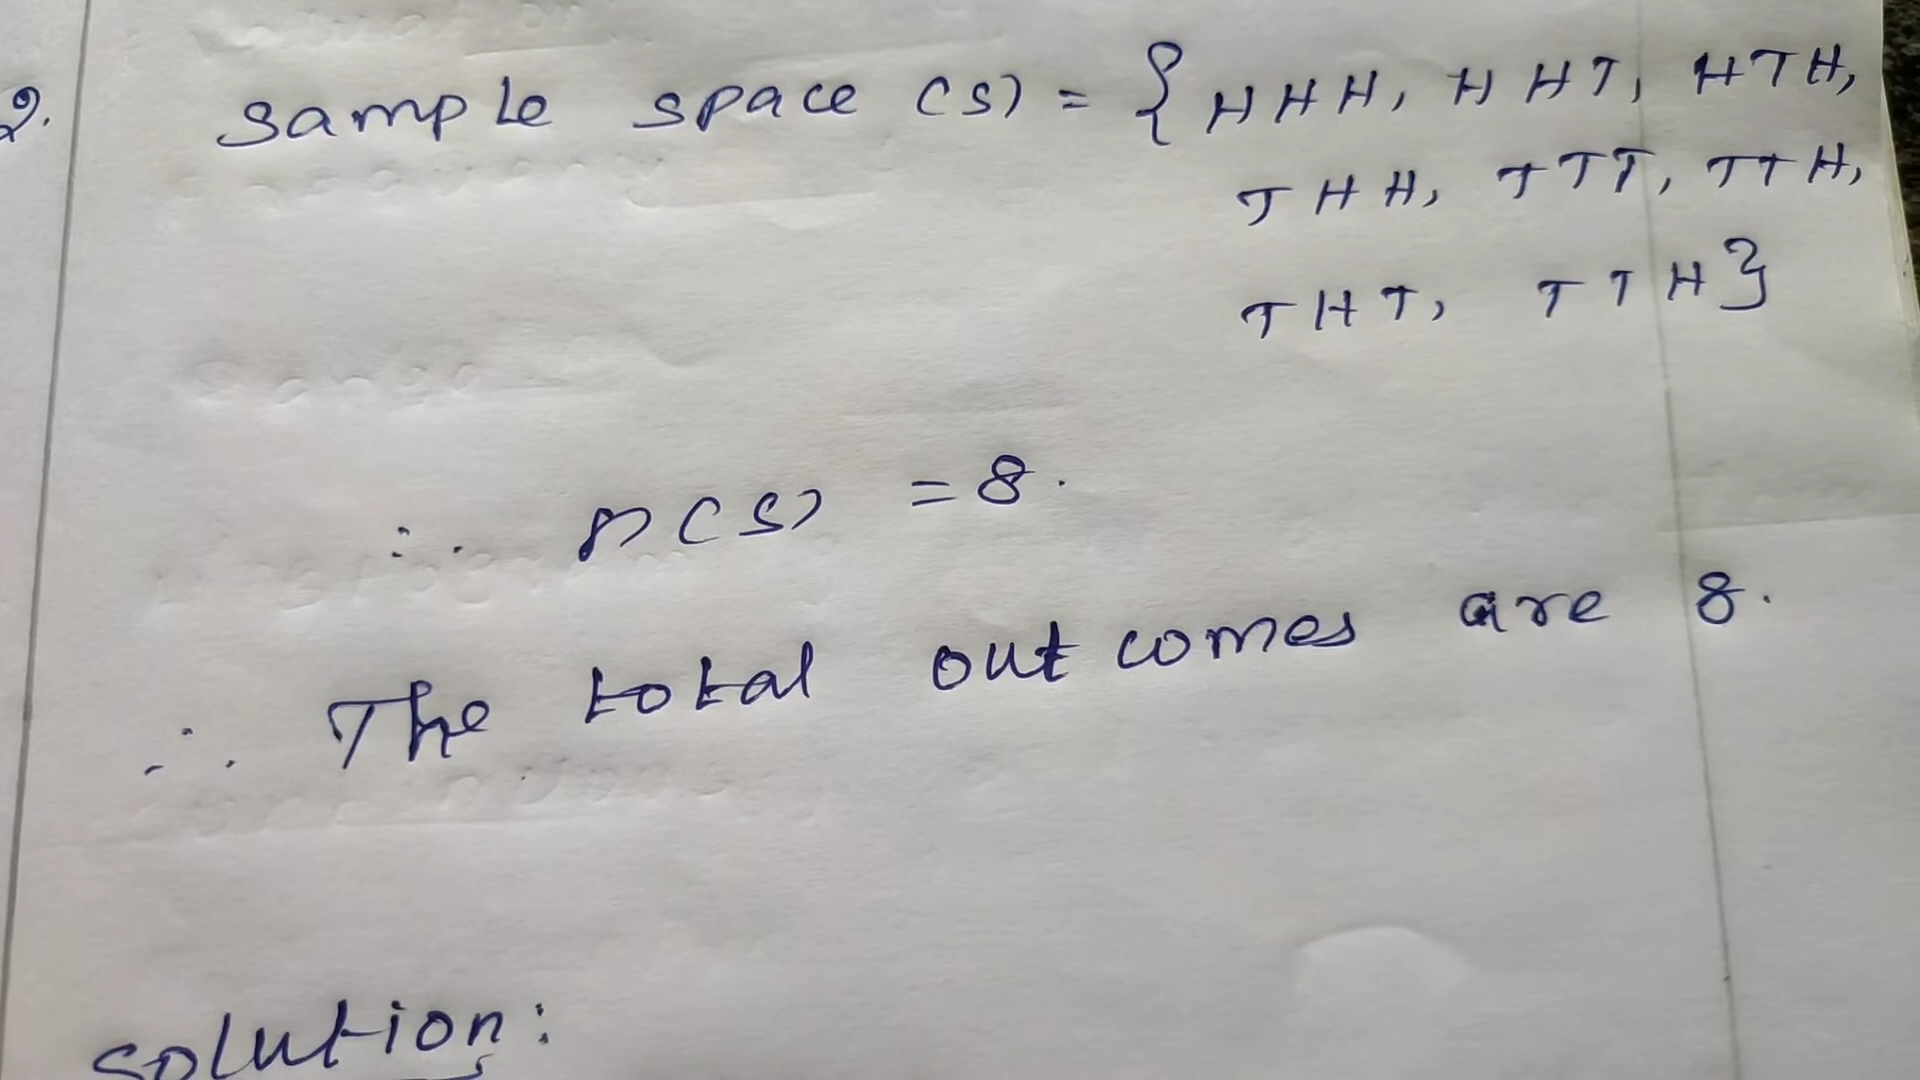 2. Sample space (S) = {HHH, HHT, HTH,
THH, TTT, TTH,
THT, TTH}
∴ n(S) = 8.
∴ The total outcomes are 8.
Solution: